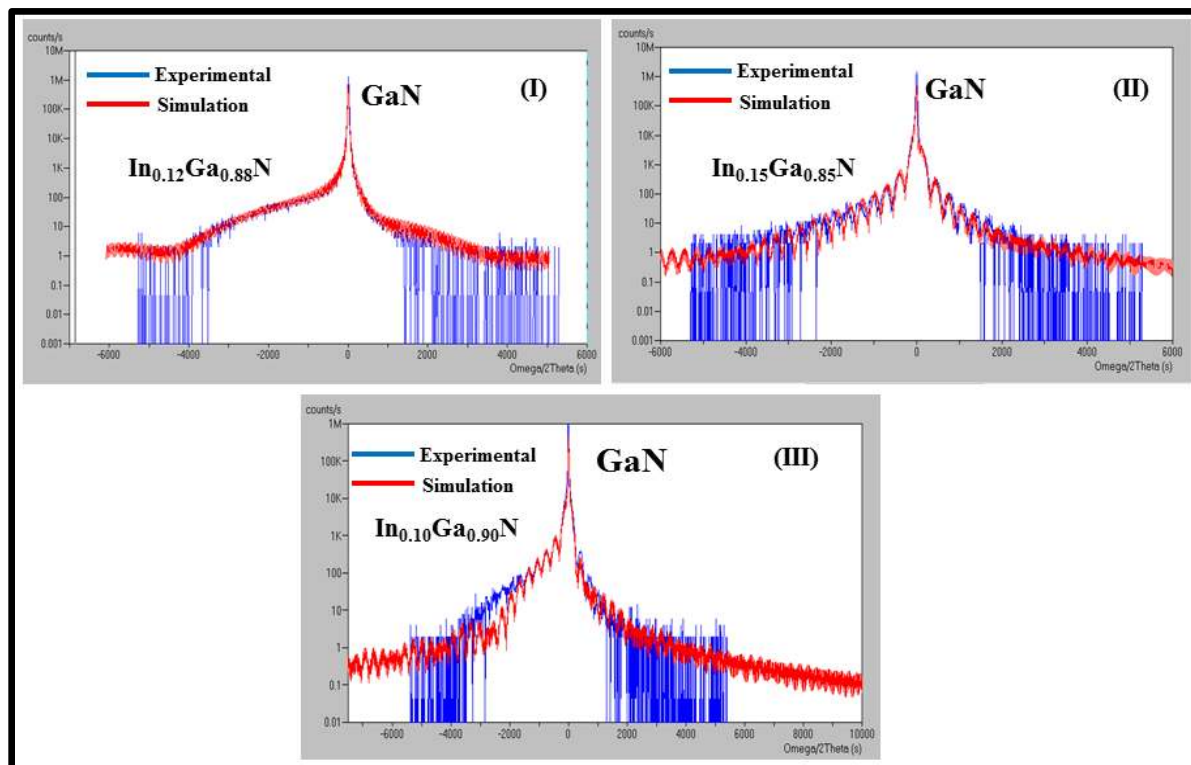 counts/s
10M
1M
100K
10K
1K
100
10
1
0.1
0.01
0.001
Experimental
Simulation
(I)
GaN
In0.12Ga0.88N
-6000 -4000 -2000 0 2000 4000 6000
Omega/2Theta (s)
counts/s
10M
1M
100K
10K
1K
100
10
1
0.1
0.01
0.001
Experimental
Simulation
(II)
GaN
In0.15Ga0.85N
-6000 -4000 -2000 0 2000 4000 6000
Omega/2Theta (s)
counts/s
1M
100K
10K
1K
100
10
1
0.1
0.01
Experimental
Simulation
GaN
(III)
In0.10Ga0.90N
-6000 -4000 -2000 0 2000 4000 6000 8000 10000
Omega/2Theta (s)